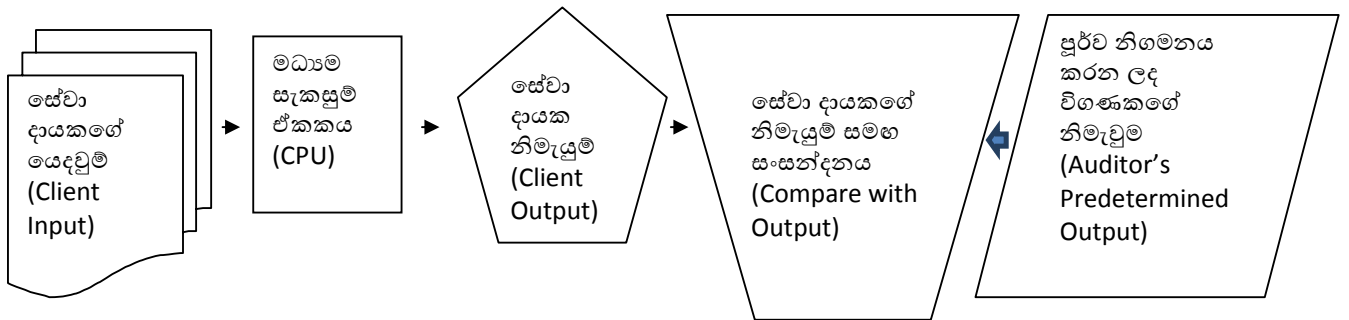 සේවා
දායකගේ
යෙදවුම්
(Client
Input)
මධ්‍යම
සැකසුම්
ඒකකය
(CPU)
සේවා
දායක
නිමැයුම්
(Client
Output)
සේවා දායකගේ
නිමැයුම් සමඟ
සංසන්දනය
(Compare with
Output)
පූර්ව නිගමනය
කරන ලද
විගණකගේ
නිමැවුම
(Auditor’s
Predetermined
Output)